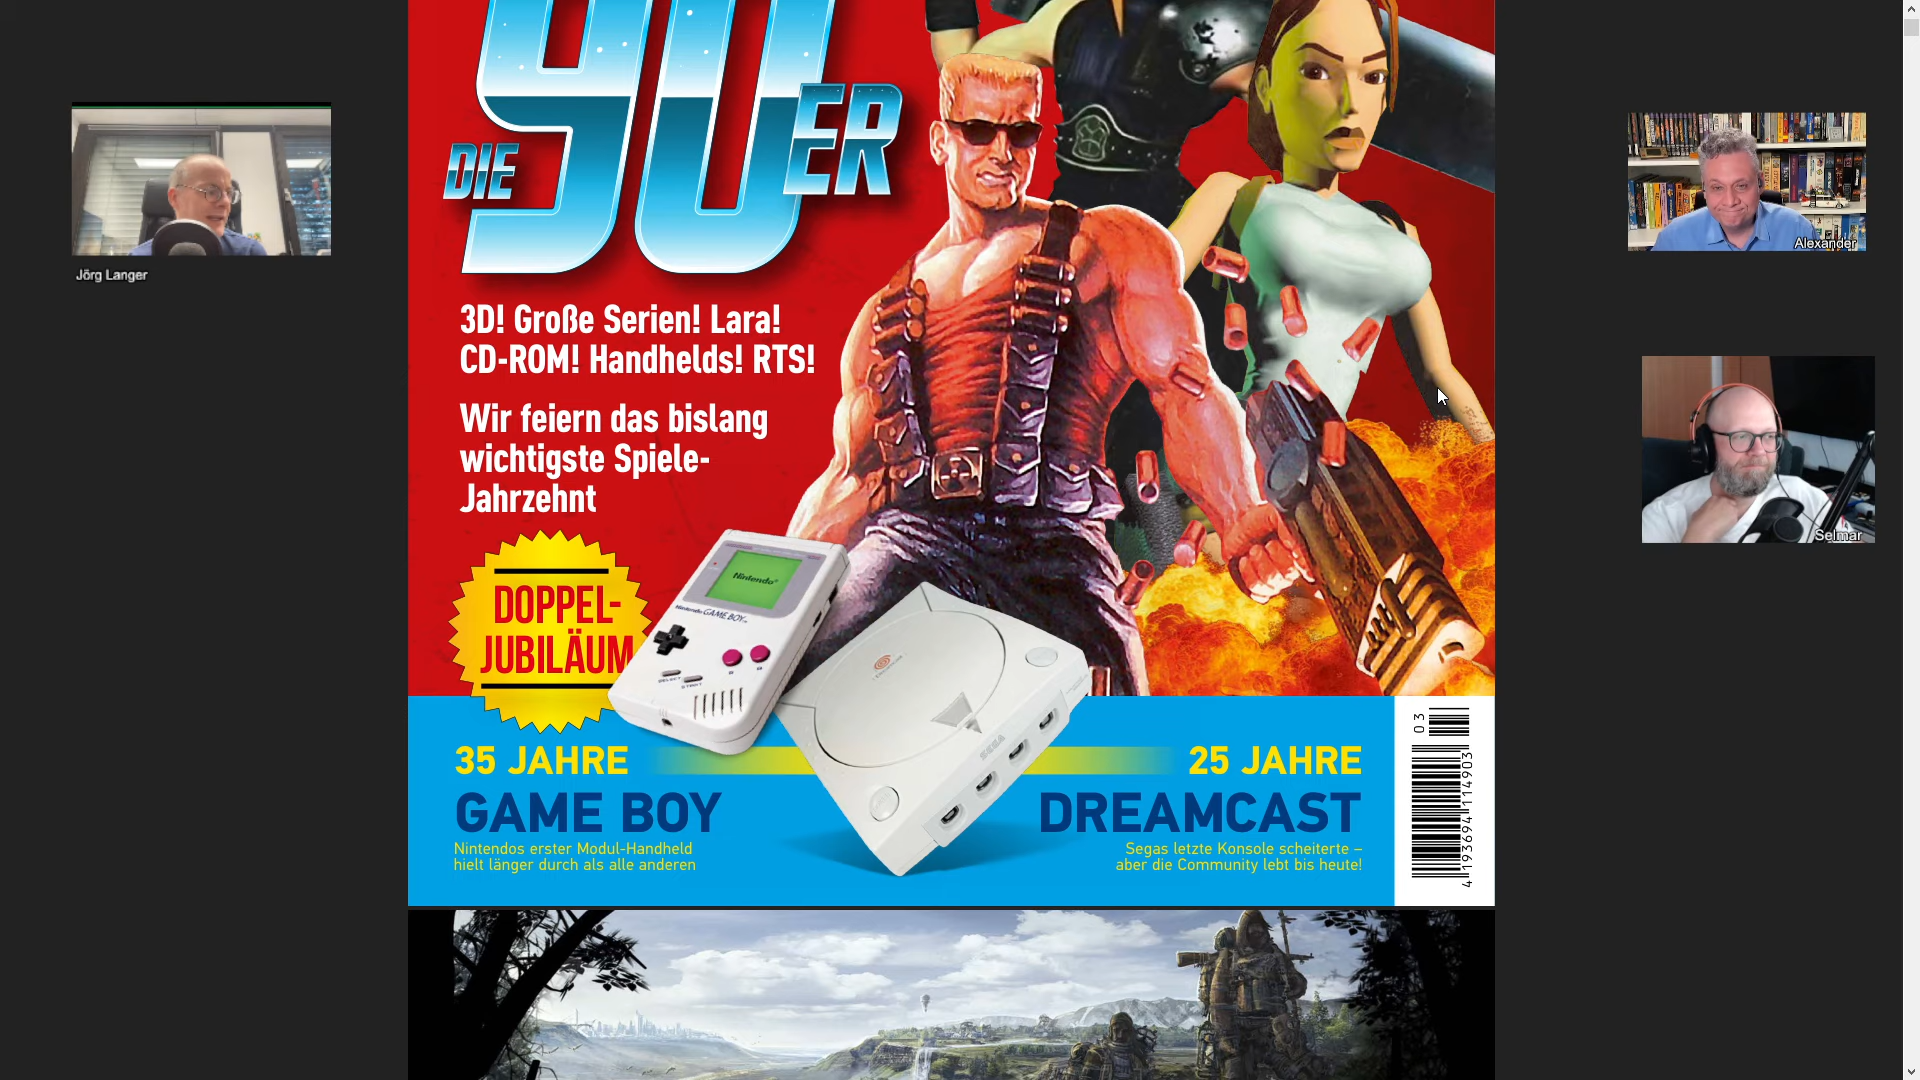 DIE 90ER
3D! Große Serien! Lara!
CD-ROM! Handhelds! RTS!
Wir feiern das bislang
wichtigste Spiele-
Jahrzehnt
DOPPEL-
JUBILÄUM
Nintendo
Nintendo GAME BOY
SELECT
START
SEGA
35 JAHRE
GAME BOY
Nintendos erster Modul-Handheld
hielt länger durch als alle anderen
25 JAHRE
DREAMCAST
Segas letzte Konsole scheiterte –
aber die Community lebt bis heute!
03
4 193694 114903
Jörg Langer
Alexander
Selmar